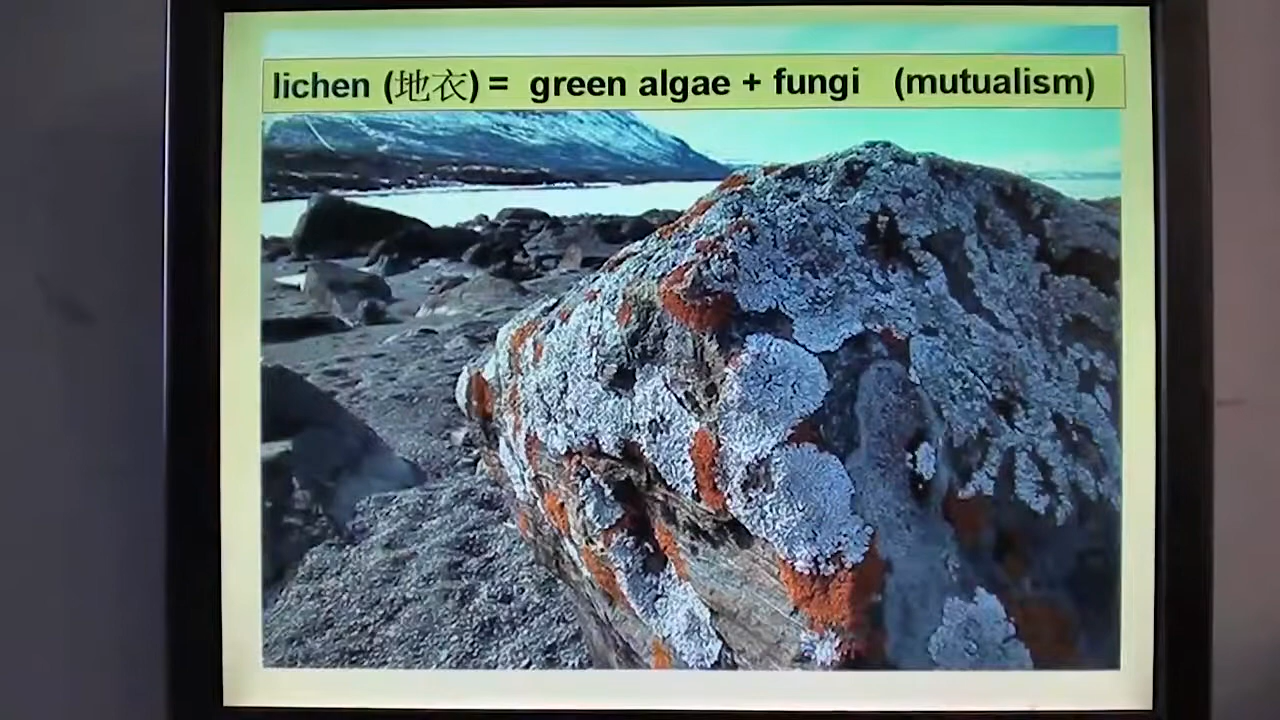 lichen (地衣) = green algae + fungi (mutualism)